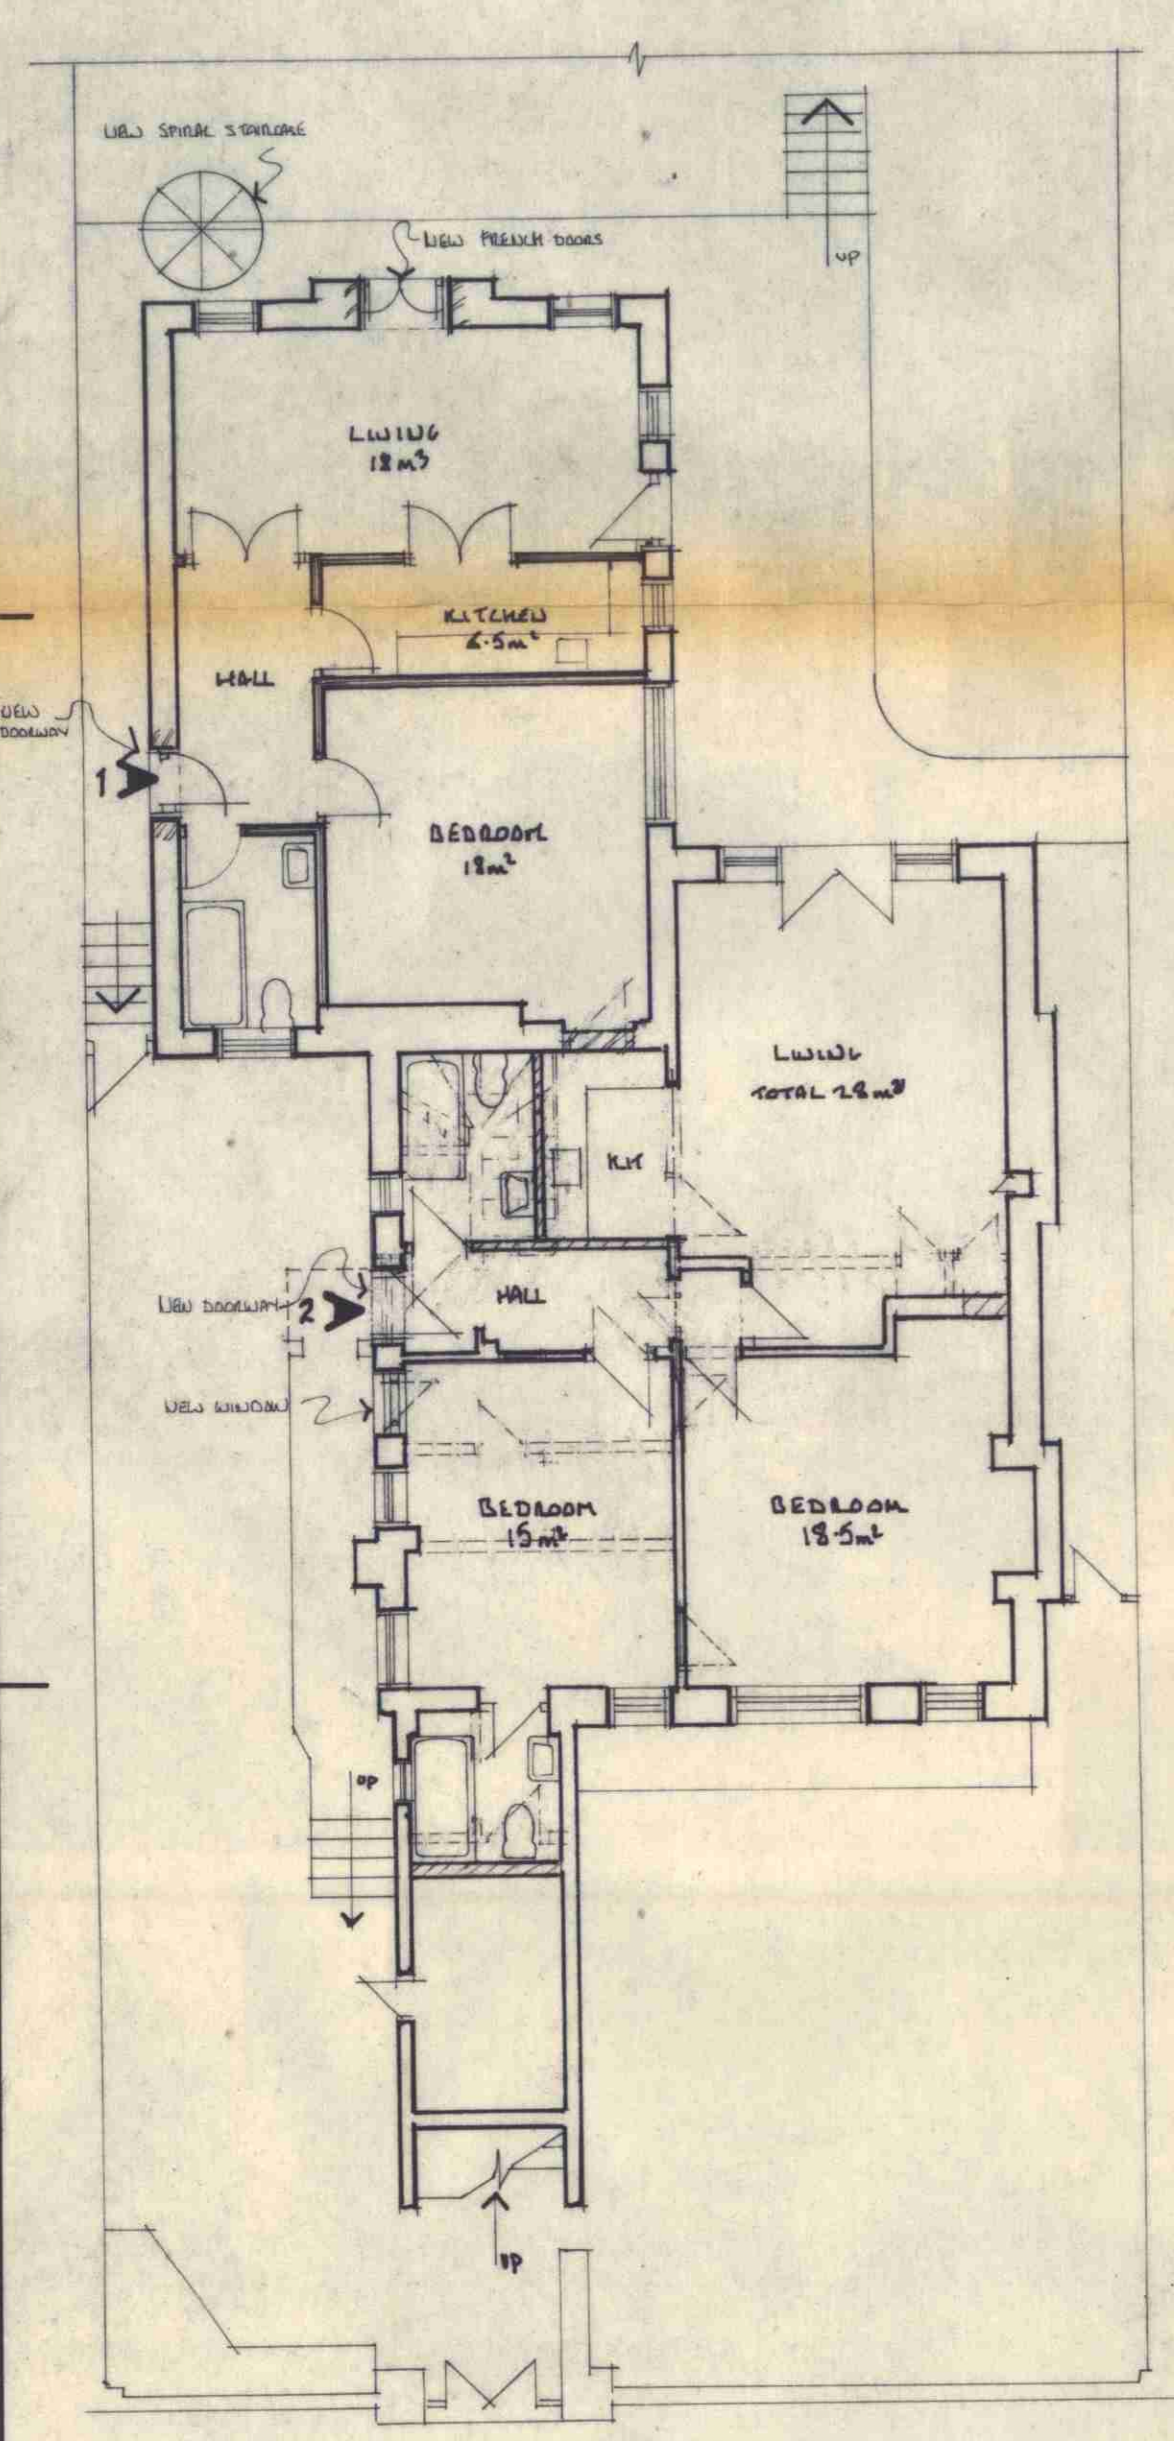 NEW SPIRAL STAIRCASE
NEW FRENCH DOORS
UP
LIVING
18m³
KITCHEN
6.5m²
HALL
NEW
DOORWAY
1
BEDROOM
18m²
LIVING
TOTAL 28m²
KIT
HALL
NEW DOORWAY
2
NEW WINDOW
BEDROOM
15m²
BEDROOM
18.5m²
UP
UP